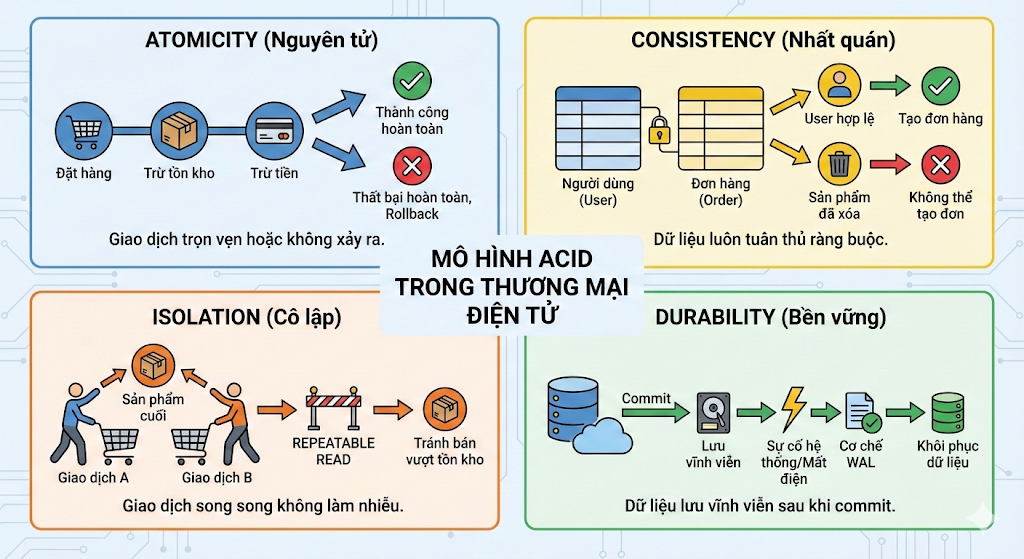 ATOMICITY (Nguyên tử)
Đặt hàng
Trừ tồn kho
Trừ tiền
Thành công
hoàn toàn
Thất bại hoàn toàn,
Rollback
Giao dịch trọn vẹn hoặc không xảy ra.
CONSISTENCY (Nhất quán)
Người dùng
(User)
Đơn hàng
(Order)
User hợp lệ
Tạo đơn hàng
Sản phẩm
đã xóa
Không thể
tạo đơn
Dữ liệu luôn tuân thủ ràng buộc.
MÔ HÌNH ACID
TRONG THƯƠNG MẠI
ĐIỆN TỬ
ISOLATION (Cô lập)
Sản phẩm
cuối
Giao dịch A
Giao dịch B
REPEATABLE
READ
Tránh bán
vượt tồn kho
Giao dịch song song không làm nhiễu.
DURABILITY (Bền vững)
Commit
Lưu
vĩnh viễn
Sự cố hệ
thống/Mất
điện
Cơ chế
WAL
Khôi phục
dữ liệu
Dữ liệu lưu vĩnh viễn sau khi commit.